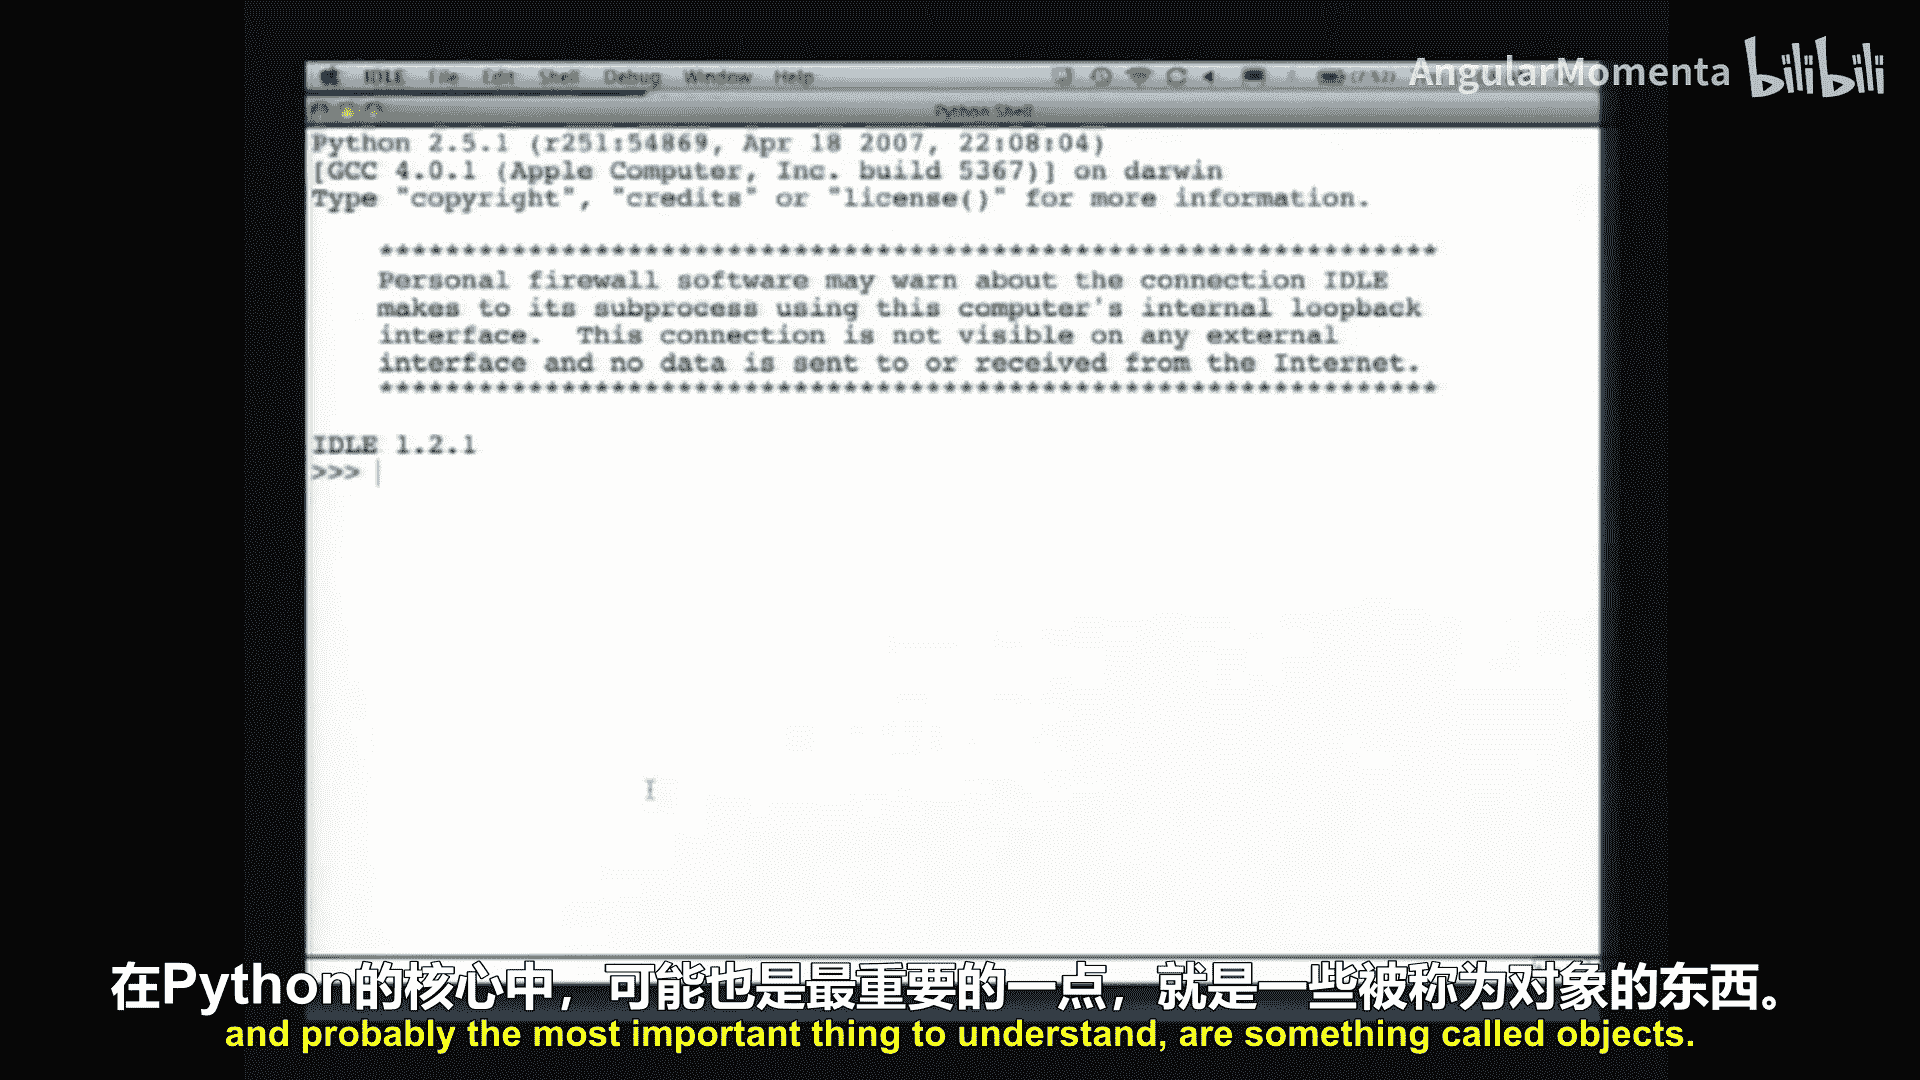 IDLE File Edit Shell Debug Window Help
AngularMomenta bilibili
Python Shell
Python 2.5.1 (r251:54869, Apr 18 2007, 22:08:04)
[GCC 4.0.1 (Apple Computer, Inc. build 5367)] on darwin
Type "copyright", "credits" or "license()" for more information.
****************************************************************
Personal firewall software may warn about the connection IDLE
makes to its subprocess using this computer's internal loopback
interface.  This connection is not visible on any external
interface and no data is sent to or received from the Internet.
****************************************************************
IDLE 1.2.1
>>>
在Python的核心中，可能也是最重要的一点，就是一些被称为对象的东西。
and probably the most important thing to understand, are something called objects.